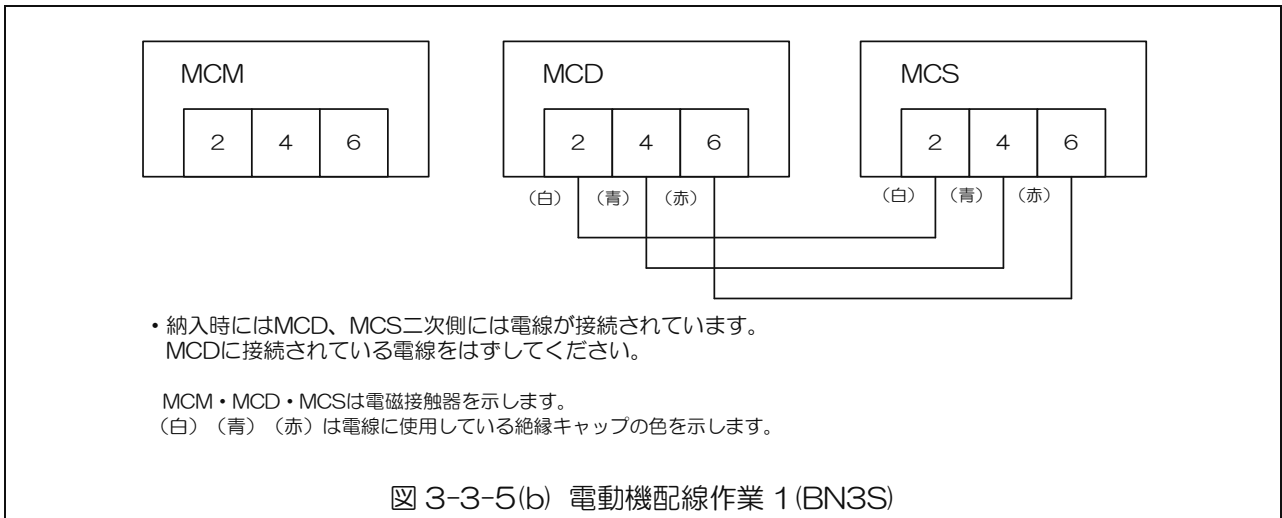 MCM
MCD
MCS
2 4 6
2 4 6
2 4 6
（白） （青） （赤）
（白） （青） （赤）
・納入時にはMCD、MCS二次側には電線が接続されています。
MCDに接続されている電線をはずしてください。
MCM・MCD・MCSは電磁接触器を示します。
（白）（青）（赤）は電線に使用している絶縁キャップの色を示します。
図 3-3-5(b) 電動機配線作業 1(BN3S)